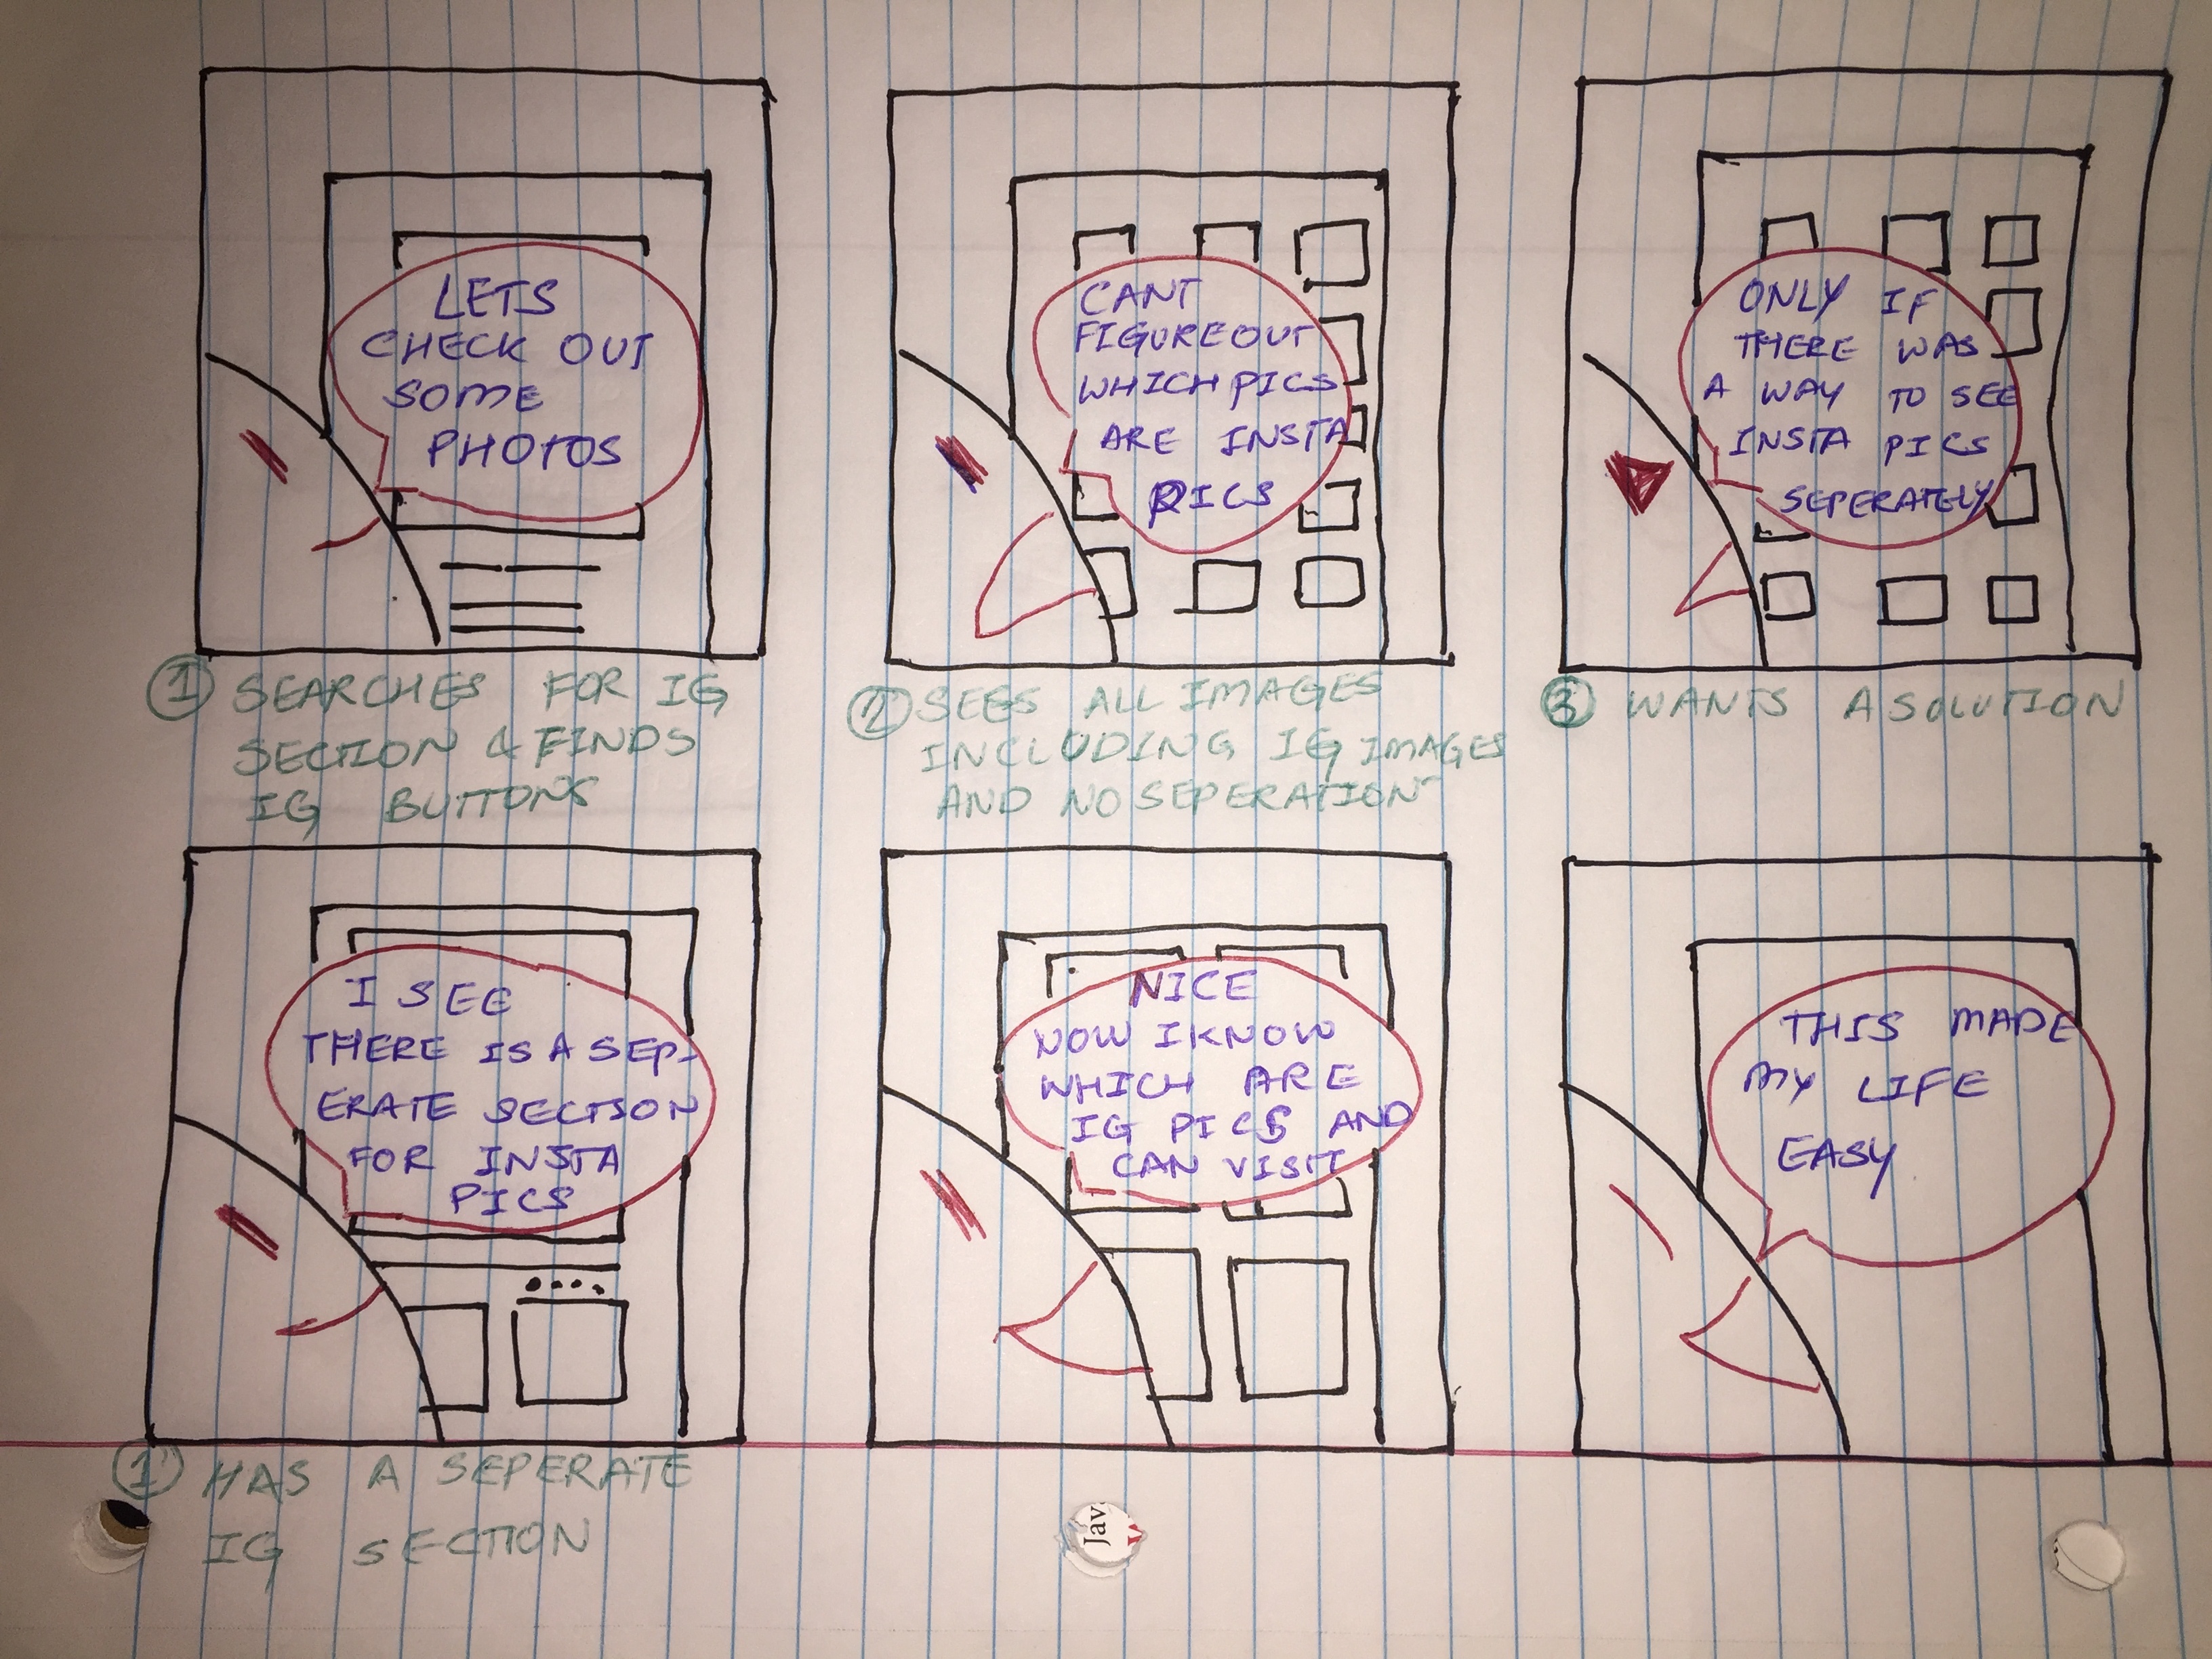 LETS
CHECK OUT
SOME
PHOTOS
CANT
FIGUREOUT
WHICH PICS
ARE INSTA
PICS
ONLY IF
THERE WAS
A WAY TO SEE
INSTA PICS
SEPERATELY
1 SEARCHES FOR IG
SECTION & FINDS
IG BUTTONS
2 SEES ALL IMAGES
INCLUDING IG IMAGES
AND NO SEPERATION
3 WANTS A SOLUTION
I SEE
THERE IS A SEP-
ERATE SECTION
FOR INSTA
PICS
NICE
NOW I KNOW
WHICH ARE
IG PICS AND
CAN VISIT
THIS MADE
MY LIFE
EASY
1 HAS A SEPERATE
IG SECTION
Jav